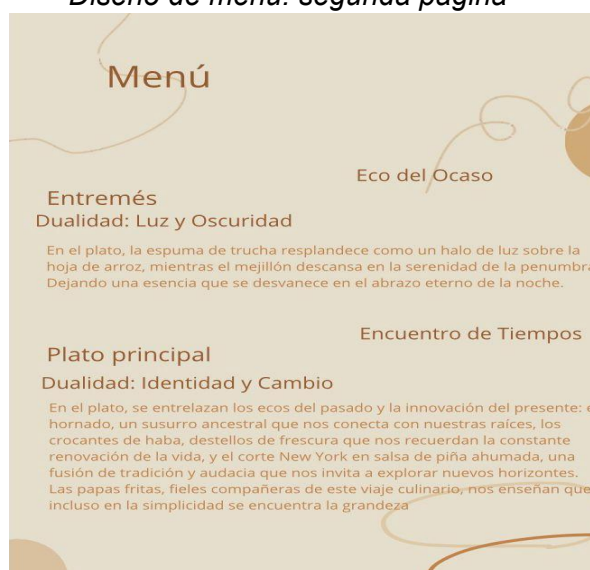 Diseño de menú: segunda página
Menú
Eco del Ocaso
Entremés
Dualidad: Luz y Oscuridad
En el plato, la espuma de trucha resplandece como un halo de luz sobre la
hoja de arroz, mientras el mejillón descansa en la serenidad de la penumbra
Dejando una esencia que se desvanece en el abrazo eterno de la noche.
Encuentro de Tiempos
Plato principal
Dualidad: Identidad y Cambio
En el plato, se entrelazan los ecos del pasado y la innovación del presente: e
hornado, un susurro ancestral que nos conecta con nuestras raíces, los
crocantes de haba, destellos de frescura que nos recuerdan la constante
renovación de la vida, y el corte New York en salsa de piña ahumada, una
fusión de tradición y audacia que nos invita a explorar nuevos horizontes.
Las papas fritas, fieles compañeras de este viaje culinario, nos enseñan que
incluso en la simplicidad se encuentra la grandeza